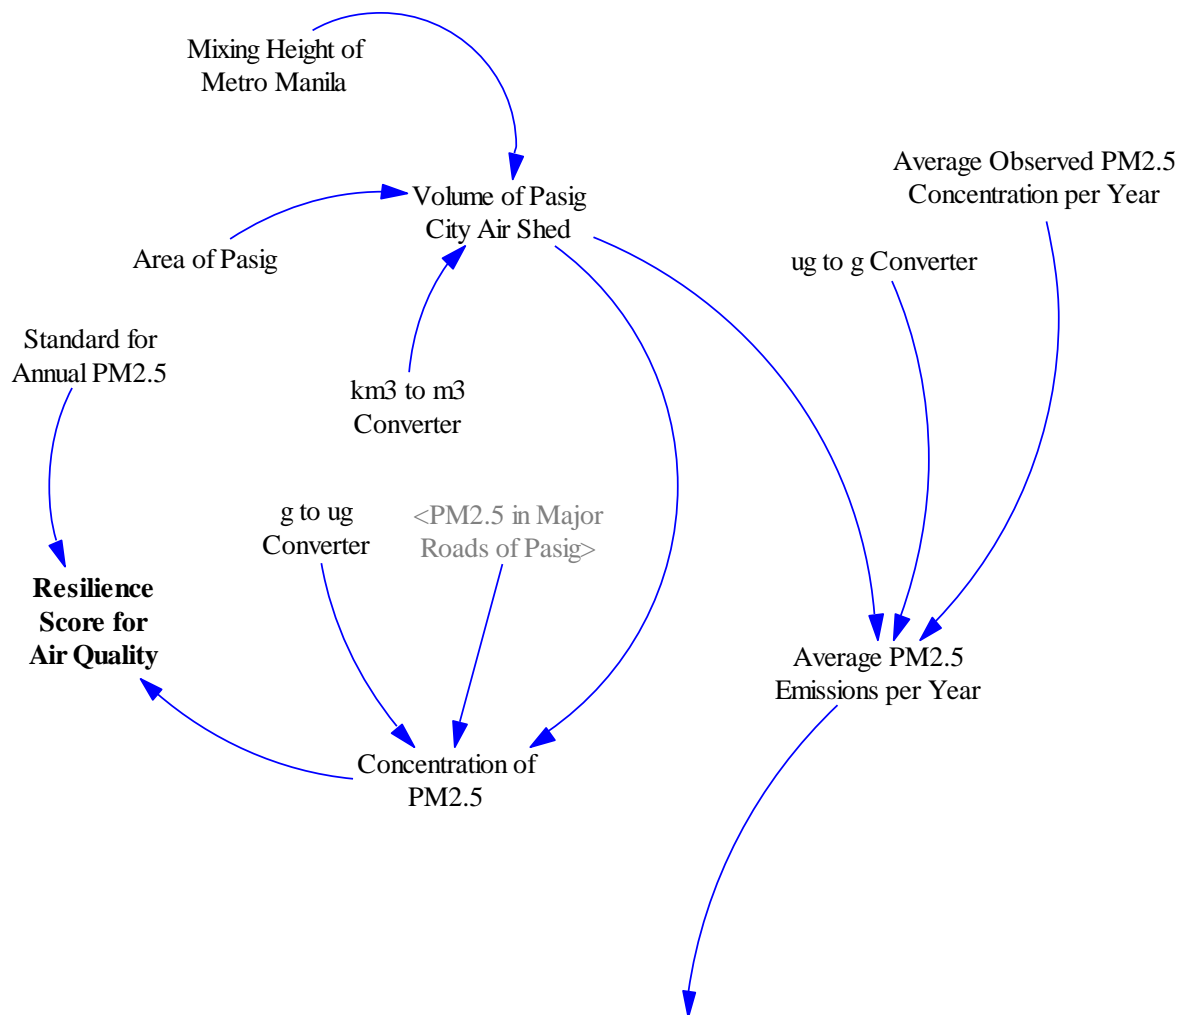 Mixing Height of
Metro Manila
Average Observed PM2.5
Concentration per Year
Volume of Pasig
City Air Shed
Area of Pasig
ug to g Converter
Standard for
Annual PM2.5
km3 to m3
Converter
g to ug
Converter
<PM2.5 in Major
Roads of Pasig>
Resilience
Score for
Air Quality
Average PM2.5
Emissions per Year
Concentration of
PM2.5